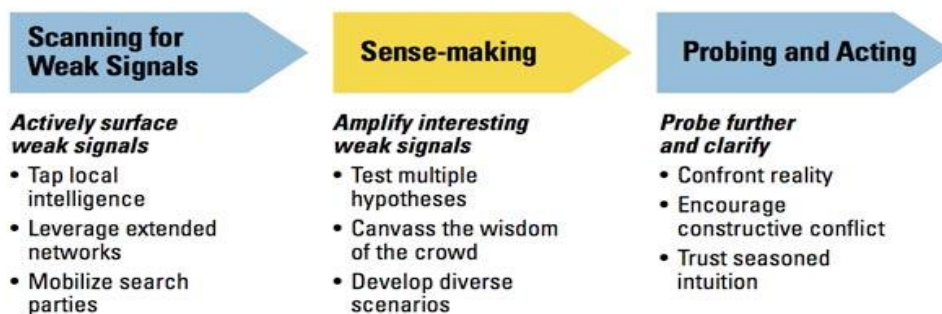 Scanning for
Weak Signals
Actively surface
weak signals
• Tap local
intelligence
• Leverage extended
networks
• Mobilize search
parties
Sense-making
Amplify interesting
weak signals
• Test multiple
hypotheses
• Canvass the wisdom
of the crowd
• Develop diverse
scenarios
Probing and Acting
Probe further
and clarify
• Confront reality
• Encourage
constructive conflict
• Trust seasoned
intuition